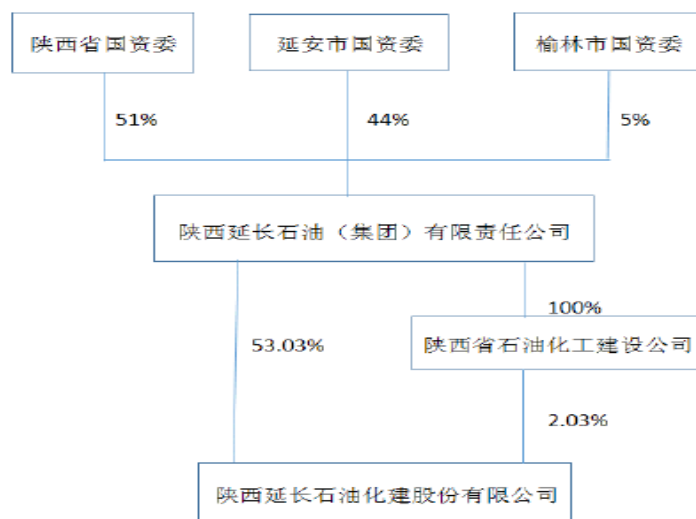 陕西省国资委
延安市国资委
榆林市国资委
51%
44%
5%
陕西延长石油（集团）有限责任公司
100%
53.03%
陕西省石油化工建设公司
2.03%
陕西延长石油化建股份有限公司